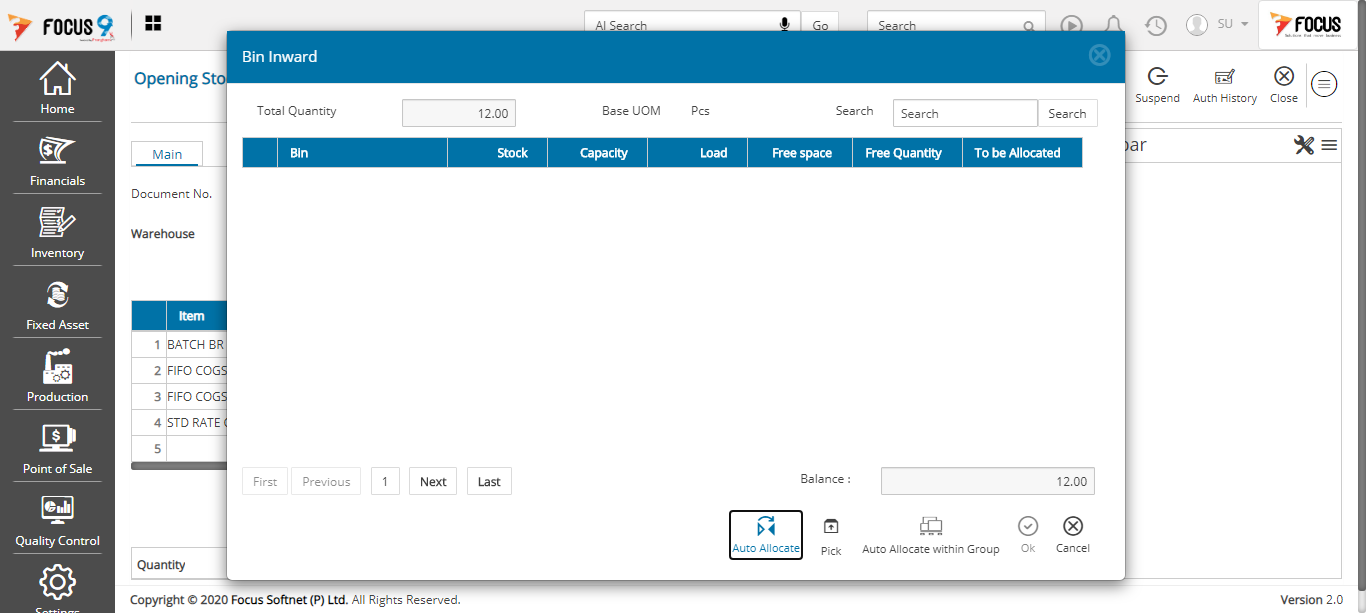 FOCUS 9
AI Search
Go
Search
SU
FOCUS
Home
Financials
Inventory
Fixed Asset
Production
Point of Sale
Quality Control
Settings
Opening Sto
Suspend
Auth History
Close
Main
Document No.
Warehouse
Item
1 BATCH BR
2 FIFO COGS
3 FIFO COGS
4 STD RATE
5
Quantity
bar
Bin Inward
Total Quantity 12.00 Base UOM Pcs Search Search Search
Bin Stock Capacity Load Free space Free Quantity To be Allocated
First Previous 1 Next Last Balance : 12.00
Auto Allocate Pick Auto Allocate within Group Ok Cancel
Copyright © 2020 Focus Softnet (P) Ltd. All Rights Reserved. Version 2.0